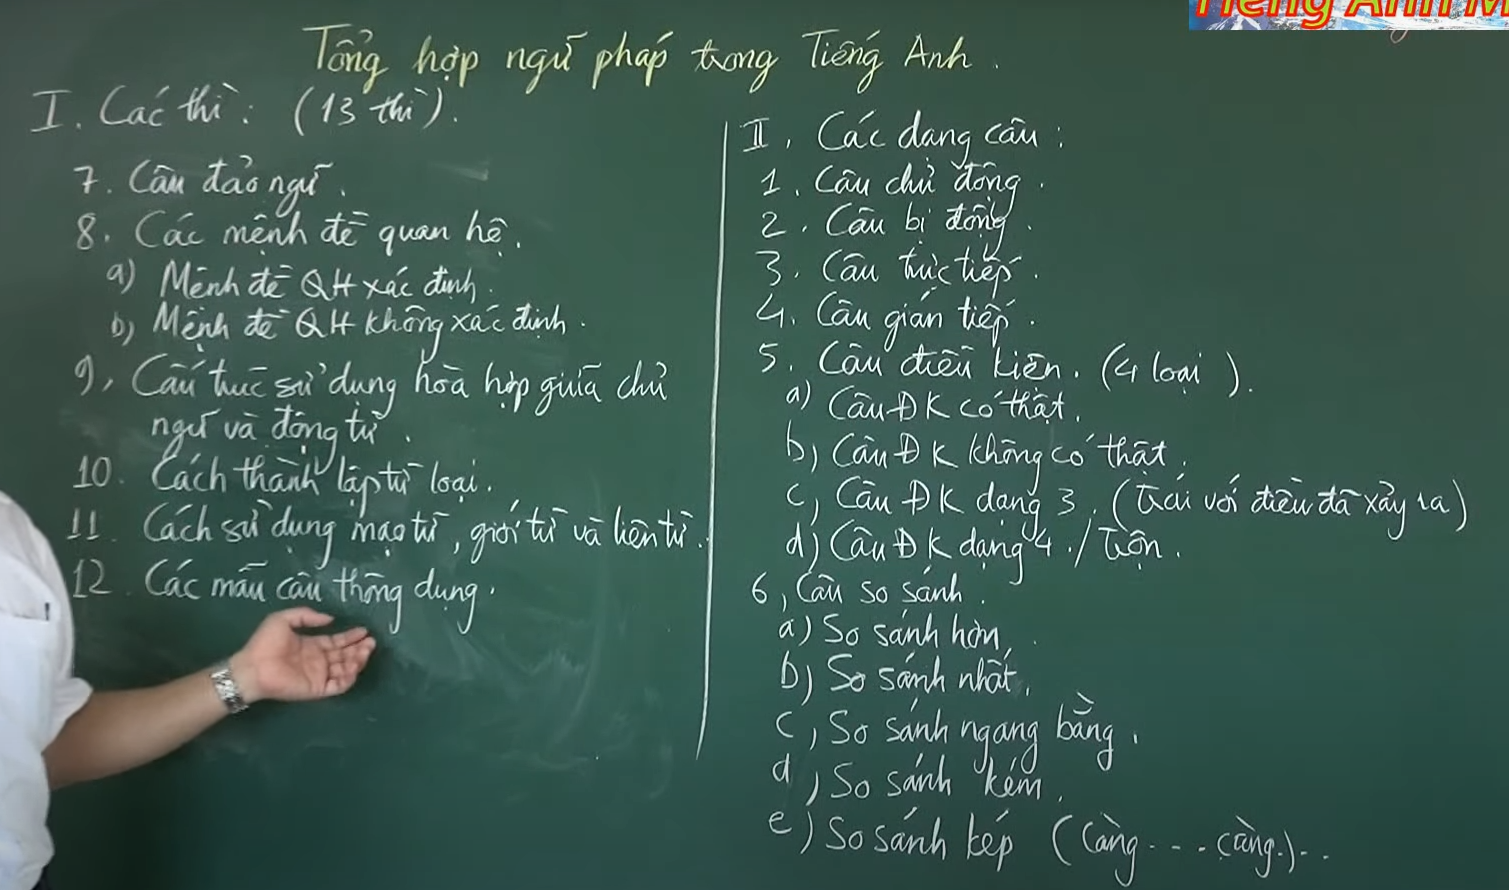 Tiếng Anh M
Tổng hợp ngữ pháp trong Tiếng Anh.
I. Các thì: (13 thì).
7. Câu đảo ngữ.
8. Các mệnh đề quan hệ.
a) Mệnh đề QH xác định.
b) Mệnh đề QH không xác định.
9, Cấu trúc sử dụng hòa hợp giữa chủ
ngữ và động từ.
10. Cách thành lập từ loại.
11. Cách sử dụng mạo từ, giới từ và liên từ.
12. Các mẫu câu thông dụng.
II, Các dạng câu:
1. Câu chủ động.
2. Câu bị động.
3. Câu trực tiếp.
4. Câu gián tiếp.
5. Câu điều kiện. (4 loại).
a) Câu ĐK có thật.
b, Câu ĐK không có thật.
c, Câu ĐK dạng 3. (trái với điều đã xảy ra)
d) Câu ĐK dạng 4. / trộn.
6, Câu so sánh.
a) So sánh hơn.
b) So sánh nhất.
c, So sánh ngang bằng.
d, So sánh kém.
e) So sánh kép (càng....càng.)..